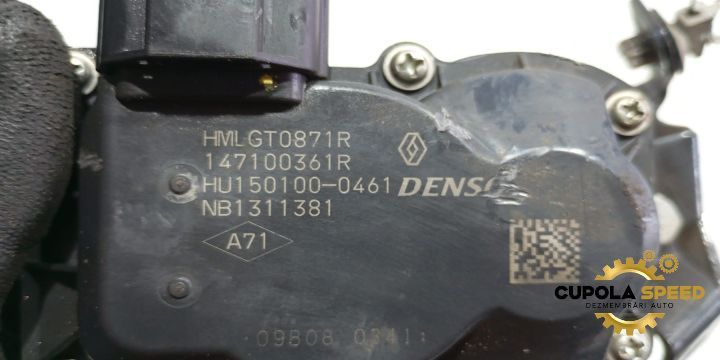 HMLGT0871R
147100361R
HU150100-0461 DENSO
NB1311381
A71
CUPOLA SPEED
DEZMEMBRĂRI AUTO
09B08 0341